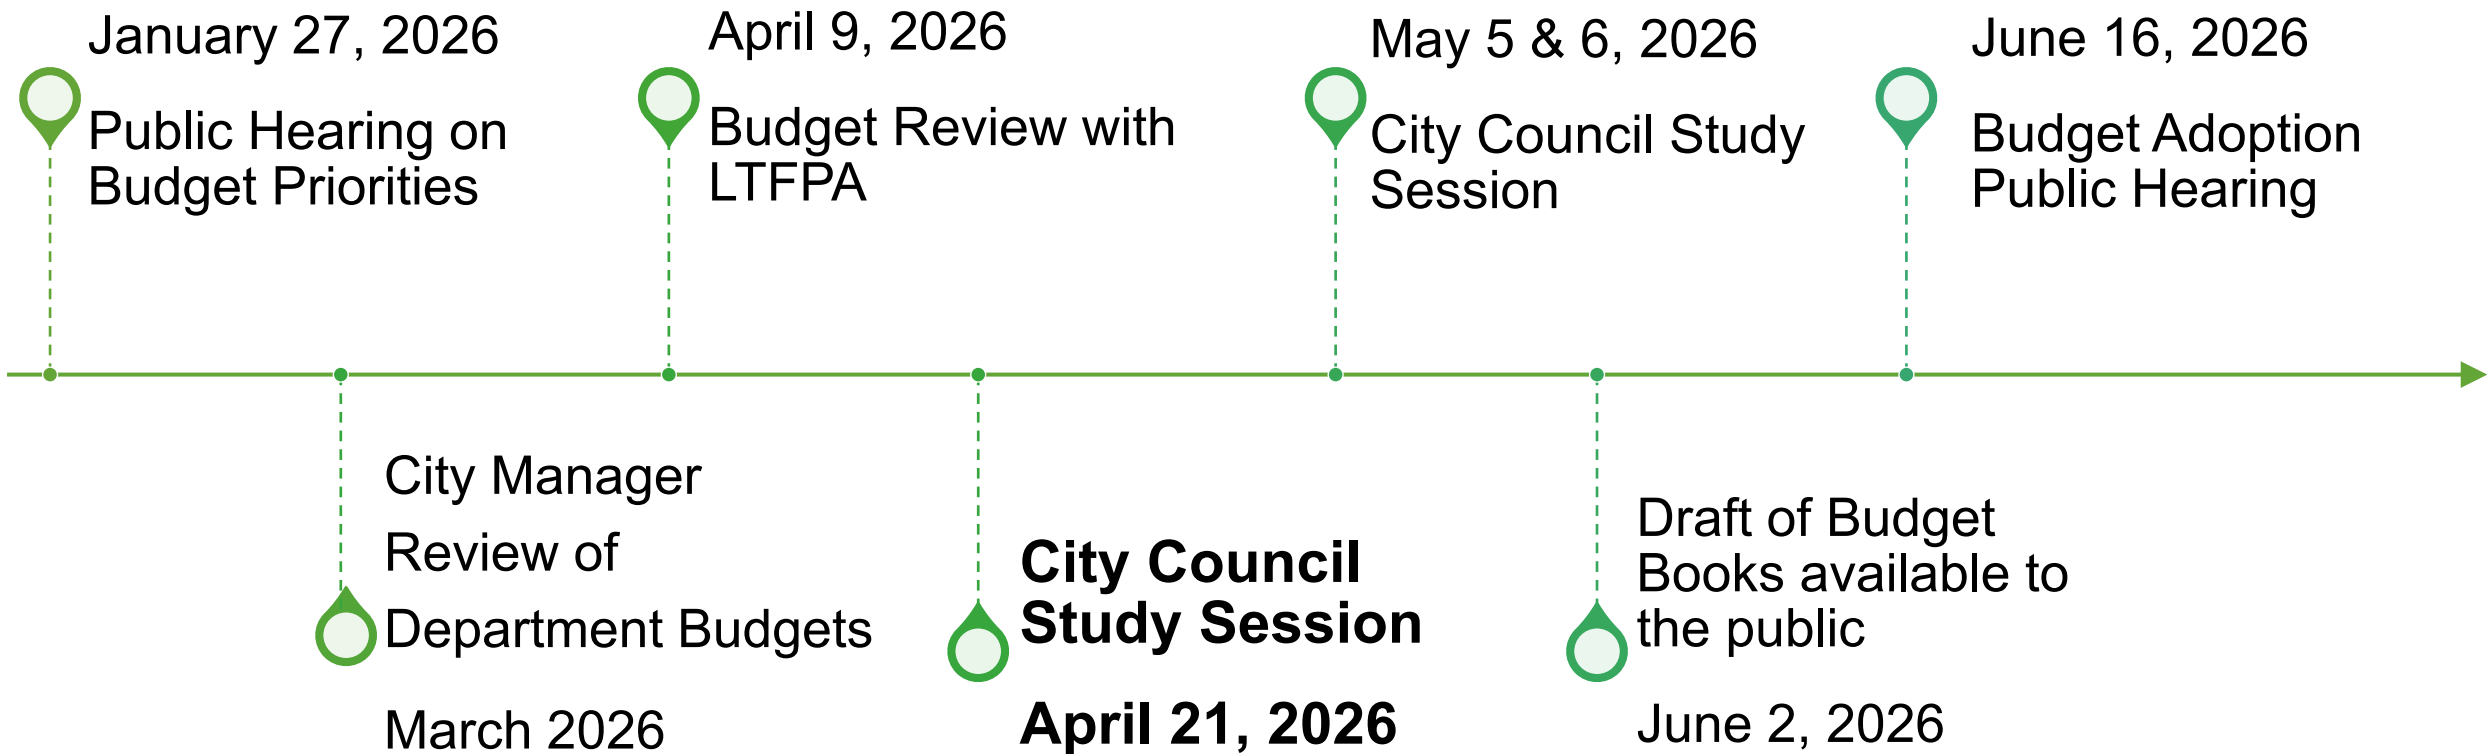 January 27, 2026
Public Hearing on
Budget Priorities
City Manager
Review of
Department Budgets
March 2026
April 9, 2026
Budget Review with
LTFPA
City Council
Study Session
April 21, 2026
May 5 & 6, 2026
City Council Study
Session
Draft of Budget
Books available to
the public
June 2, 2026
June 16, 2026
Budget Adoption
Public Hearing